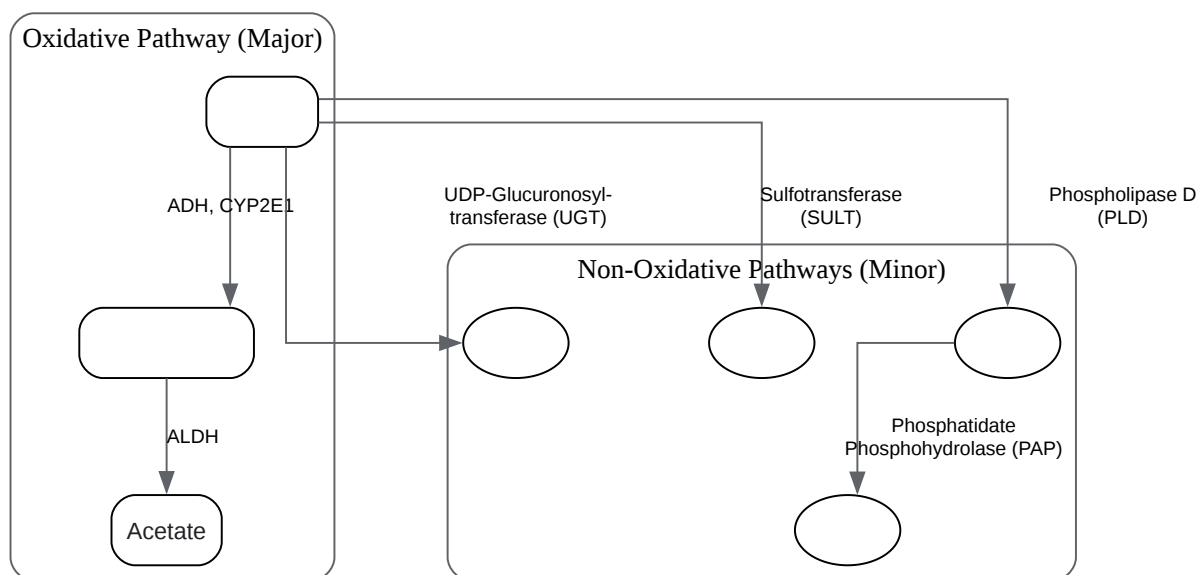 Oxidative Pathway (Major)
ADH, CYP2E1
UDP-Glucuronosyl-
transferase (UGT)
Sulfotransferase
(SULT)
Phospholipase D
(PLD)
Non-Oxidative Pathways (Minor)
ALDH
Phosphatidate
Phosphohydrolase (PAP)
Acetate